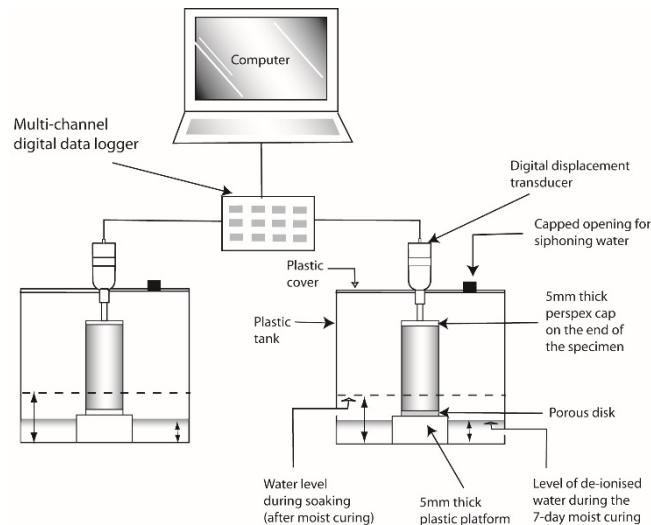 Computer
Multi-channel
digital data logger
Digital displacement
transducer
Capped opening for
siphoning water
Plastic
cover
Plastic
tank
5mm thick
perspex cap
on the end of
the specimen
Porous disk
Water level
during soaking
(after moist curing)
5mm thick
plastic platform
Level of de-ionised
water during the
7-day moist curing